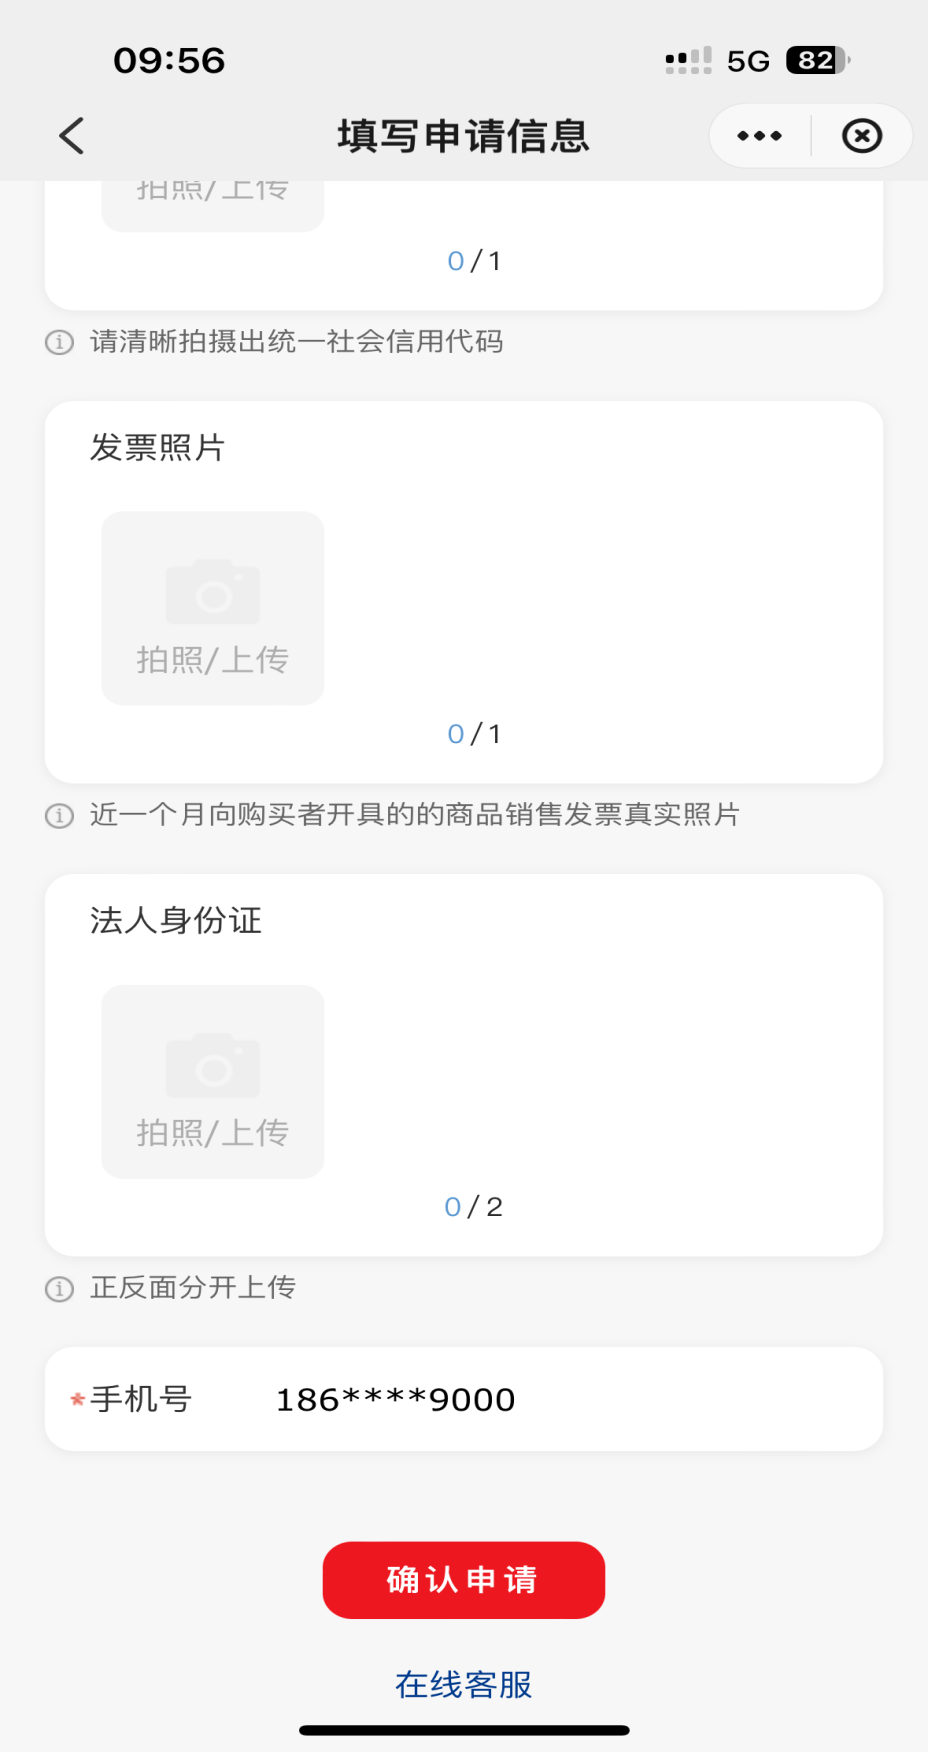 09:56
5G 82
填写申请信息
拍照/上传
0/1
请清晰拍摄出统一社会信用代码
发票照片
拍照/上传
0/1
近一个月向购买者开具的的商品销售发票真实照片
法人身份证
拍照/上传
0/2
正反面分开上传
*手机号 186****9000
确认申请
在线客服